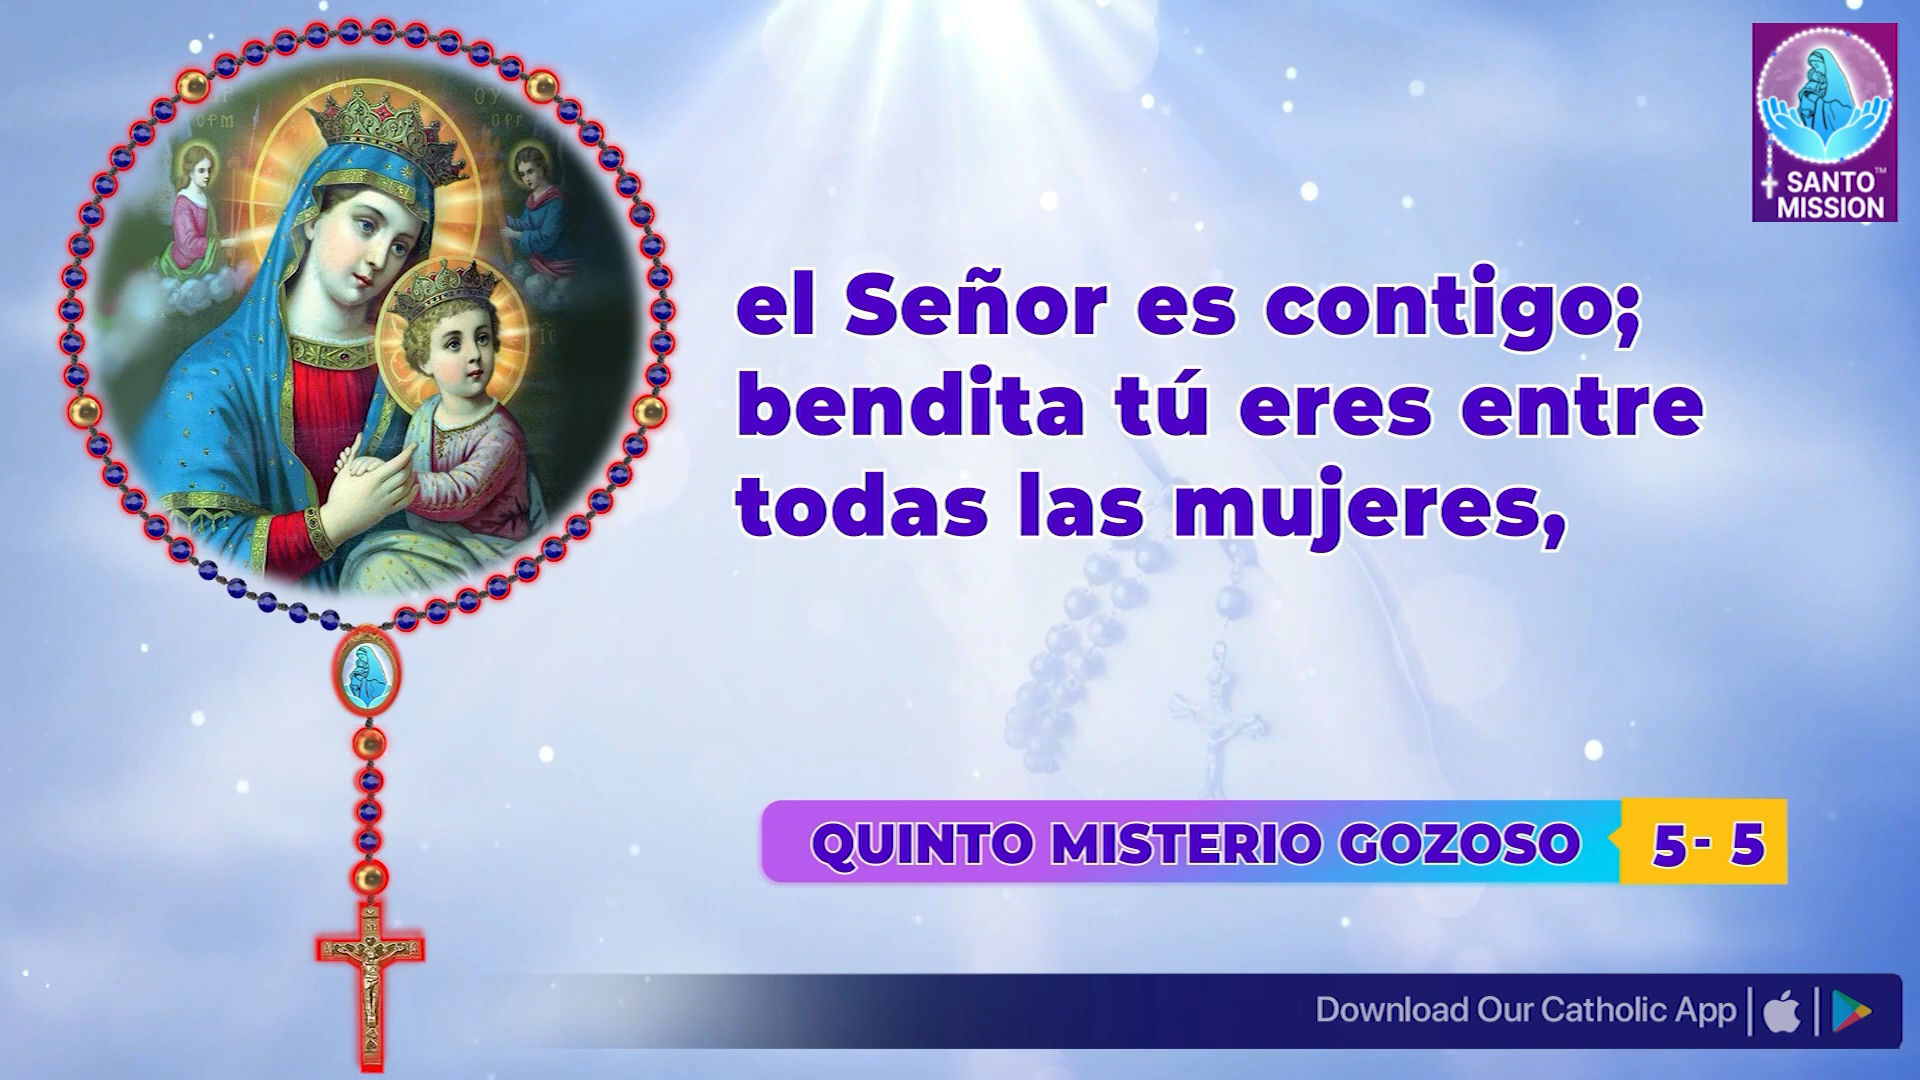 SANTO™
MISSION
el Señor es contigo;
bendita tú eres entre
todas las mujeres,
QUINTO MISTERIO GOZOSO 5- 5
Download Our Catholic App